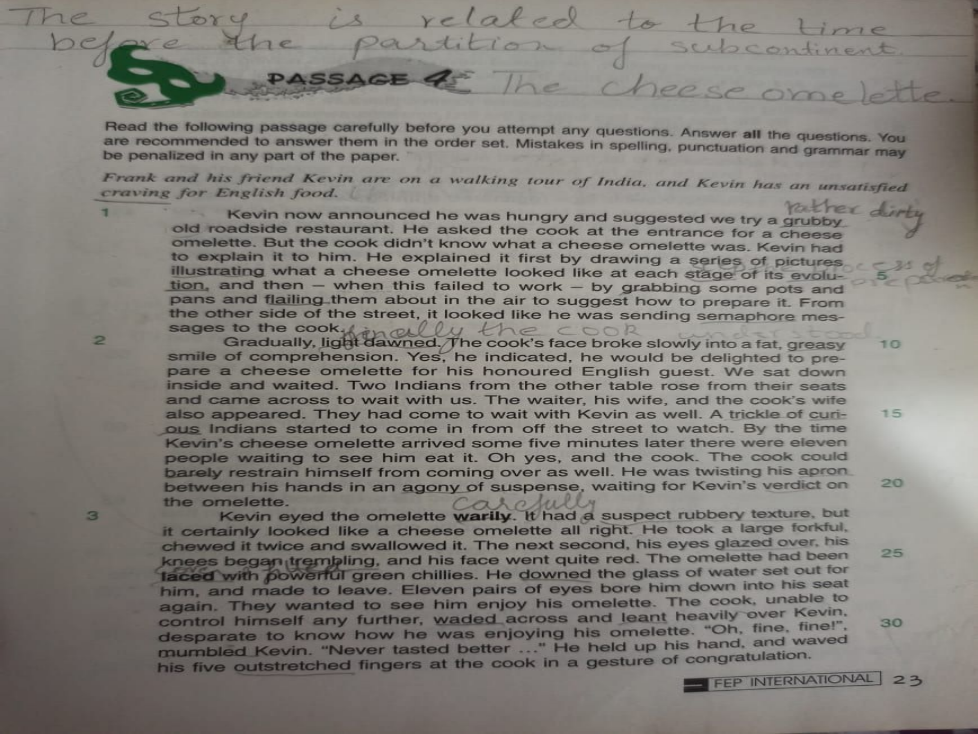 The story is related to the time
before the partition of subcontinent.
PASSAGE 4 The cheese omelette.
Read the following passage carefully before you attempt any questions. Answer all the questions. You
are recommended to answer them in the order set. Mistakes in spelling, punctuation and grammar may
be penalized in any part of the paper.
Frank and his friend Kevin are on a walking tour of India, and Kevin has an unsatisfied
craving for English food.
rather dirty
1 Kevin now announced he was hungry and suggested we try a grubby
old roadside restaurant. He asked the cook at the entrance for a cheese
omelette. But the cook didn't know what a cheese omelette was. Kevin had
to explain it to him. He explained it first by drawing a series of pictures
illustrating what a cheese omelette looked like at each stage of its evolu- 5
tion, and then – when this failed to work – by grabbing some pots and
pans and flailing them about in the air to suggest how to prepare it. From
the other side of the street, it looked like he was sending semaphore mes-
sages to the cook. finally the cook understood
2 Gradually, light dawned. The cook's face broke slowly into a fat, greasy 10
smile of comprehension. Yes, he indicated, he would be delighted to pre-
pare a cheese omelette for his honoured English guest. We sat down
inside and waited. Two Indians from the other table rose from their seats
and came across to wait with us. The waiter, his wife, and the cook's wife
also appeared. They had come to wait with Kevin as well. A trickle of curi- 15
ous Indians started to come in from off the street to watch. By the time
Kevin's cheese omelette arrived some five minutes later there were eleven
people waiting to see him eat it. Oh yes, and the cook. The cook could
barely restrain himself from coming over as well. He was twisting his apron
between his hands in an agony of suspense, waiting for Kevin's verdict on 20
the omelette.
carefully
3 Kevin eyed the omelette warily. It had a suspect rubbery texture, but
it certainly looked like a cheese omelette all right. He took a large forkful,
chewed it twice and swallowed it. The next second, his eyes glazed over, his
knees began trembling, and his face went quite red. The omelette had been 25
laced with powerful green chillies. He downed the glass of water set out for
him, and made to leave. Eleven pairs of eyes bore him down into his seat
again. They wanted to see him enjoy his omelette. The cook, unable to
control himself any further, waded across and leant heavily over Kevin,
desparate to know how he was enjoying his omelette. "Oh, fine, fine!", 30
mumbled Kevin. "Never tasted better ..." He held up his hand, and waved
his five outstretched fingers at the cook in a gesture of congratulation.
FEP INTERNATIONAL 23